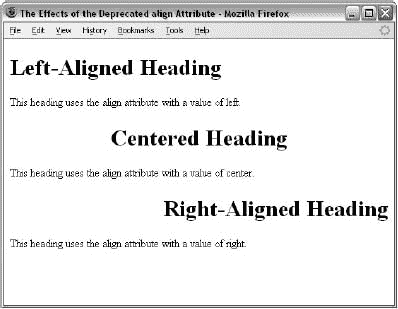 The Effects of the Deprecated align Attribute - Mozilla Firefox
File Edit View History Bookmarks Tools Help
Left-Aligned Heading
This heading uses the align attribute with a value of left.
Centered Heading
This heading uses the align attribute with a value of center.
Right-Aligned Heading
This heading uses the align attribute with a value of right.